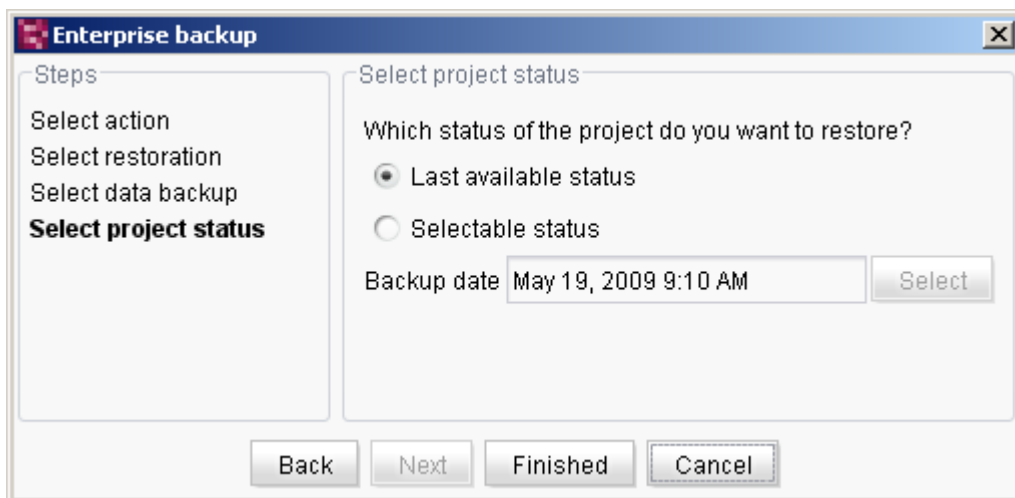 Enterprise backup
Steps
Select action
Select restoration
Select data backup
Select project status
Select project status
Which status of the project do you want to restore?
Last available status
Selectable status
Backup date May 19, 2009 9:10 AM Select
Back Next Finished Cancel